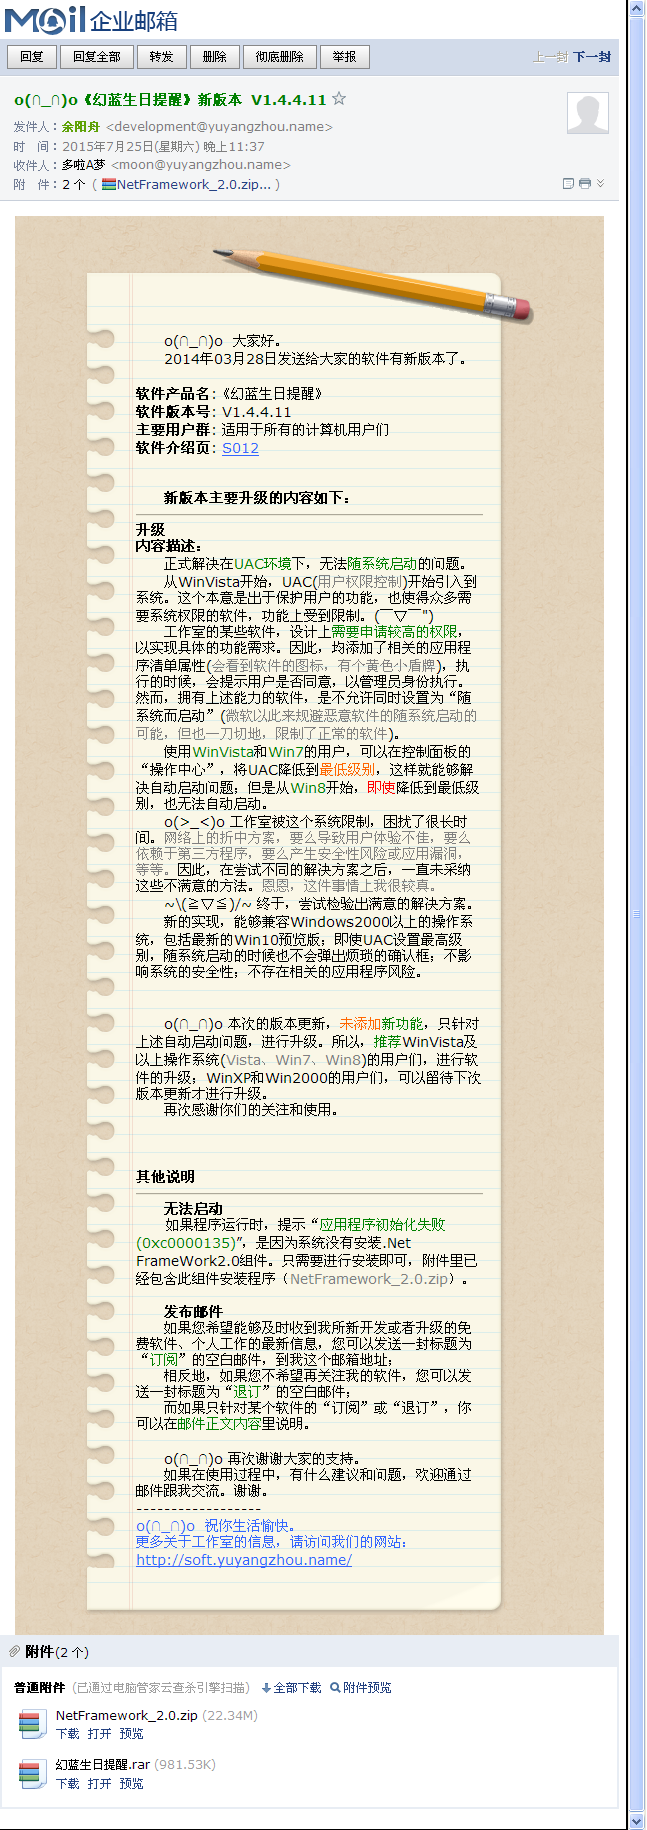 Mail 企业邮箱
回复 回复全部 转发 删除 彻底删除 举报 上一封 下一封
o(∩_∩)o《幻蓝生日提醒》新版本 V1.4.4.11 ☆
发件人：余阳舟 <development@yuyangzhou.name>
时 间：2015年7月25日(星期六) 晚上11:37
收件人：多啦A梦 <moon@yuyangzhou.name>
附 件：2 个 ( NetFramework_2.0.zip... )
o(∩_∩)o 大家好。
2014年03月28日发送给大家的软件有新版本了。
软件产品名：《幻蓝生日提醒》
软件版本号：V1.4.4.11
主要用户群：适用于所有的计算机用户们
软件介绍页：S012
新版本主要升级的内容如下：
升级
内容描述：
正式解决在UAC环境下，无法随系统启动的问题。
从WinVista开始，UAC(用户权限控制)开始引入到
系统。这个本意是出于保护用户的功能，也使得众多需
要系统权限的软件，功能上受到限制。(￣▽￣")
工作室的某些软件，设计上需要申请较高的权限，
以实现具体的功能需求。因此，均添加了相关的应用程
序清单属性(会看到软件的图标，有个黄色小盾牌)，执
行的时候，会提示用户是否同意，以管理员身份执行。
然而，拥有上述能力的软件，是不允许同时设置为“随
系统而启动”(微软以此来规避恶意软件的随系统启动的
可能，但也一刀切地，限制了正常的软件)。
使用WinVista和Win7的用户，可以在控制面板的
“操作中心”，将UAC降低到最低级别，这样就能够解
决自动启动问题；但是从Win8开始，即使降低到最低级
别，也无法自动启动。
o(>_<)o 工作室被这个系统限制，困扰了很长时
间。网络上的折中方案，要么导致用户体验不佳，要么
依赖于第三方程序，要么产生安全性风险或应用漏洞，
等等。因此，在尝试不同的解决方案之后，一直未采纳
这些不满意的方法。恩恩，这件事情上我很较真。
~\(≧▽≦)/~ 终于，尝试检验出满意的解决方案。
新的实现，能够兼容Windows2000以上的操作系
统，包括最新的Win10预览版；即使UAC设置最高级
别，随系统启动的时候也不会弹出烦琐的确认框；不影
响系统的安全性；不存在相关的应用程序风险。
o(∩_∩)o 本次的版本更新，未添加新功能，只针对
上述自动启动问题，进行升级。所以，推荐WinVista及
以上操作系统(Vista、Win7、Win8)的用户们，进行软
件的升级；WinXP和Win2000的用户们，可以留待下次
版本更新才进行升级。
再次感谢你们的关注和使用。
其他说明
无法启动
如果程序运行时，提示“应用程序初始化失败
(0xc0000135)”，是因为系统没有安装.Net
FrameWork2.0组件。只需要进行安装即可，附件里已
经包含此组件安装程序（NetFramework_2.0.zip）。
发布邮件
如果您希望能够及时收到我所新开发或者升级的免
费软件、个人工作的最新信息，您可以发送一封标题为
“订阅”的空白邮件，到我这个邮箱地址；
相反地，如果您不希望再关注我的软件，您可以发
送一封标题为“退订”的空白邮件；
而如果只针对某个软件的“订阅”或“退订”，你
可以在邮件正文内容里说明。
o(∩_∩)o 再次谢谢大家的支持。
如果在使用过程中，有什么建议和问题，欢迎通过
邮件跟我交流。谢谢。
------------------
o(∩_∩)o 祝你生活愉快。
更多关于工作室的信息，请访问我们的网站：
http://soft.yuyangzhou.name/
附件(2 个)
普通附件 (已通过电脑管家云查杀引擎扫描) 全部下载 附件预览
NetFramework_2.0.zip (22.34M)
下载 打开 预览
幻蓝生日提醒.rar (981.53K)
下载 打开 预览